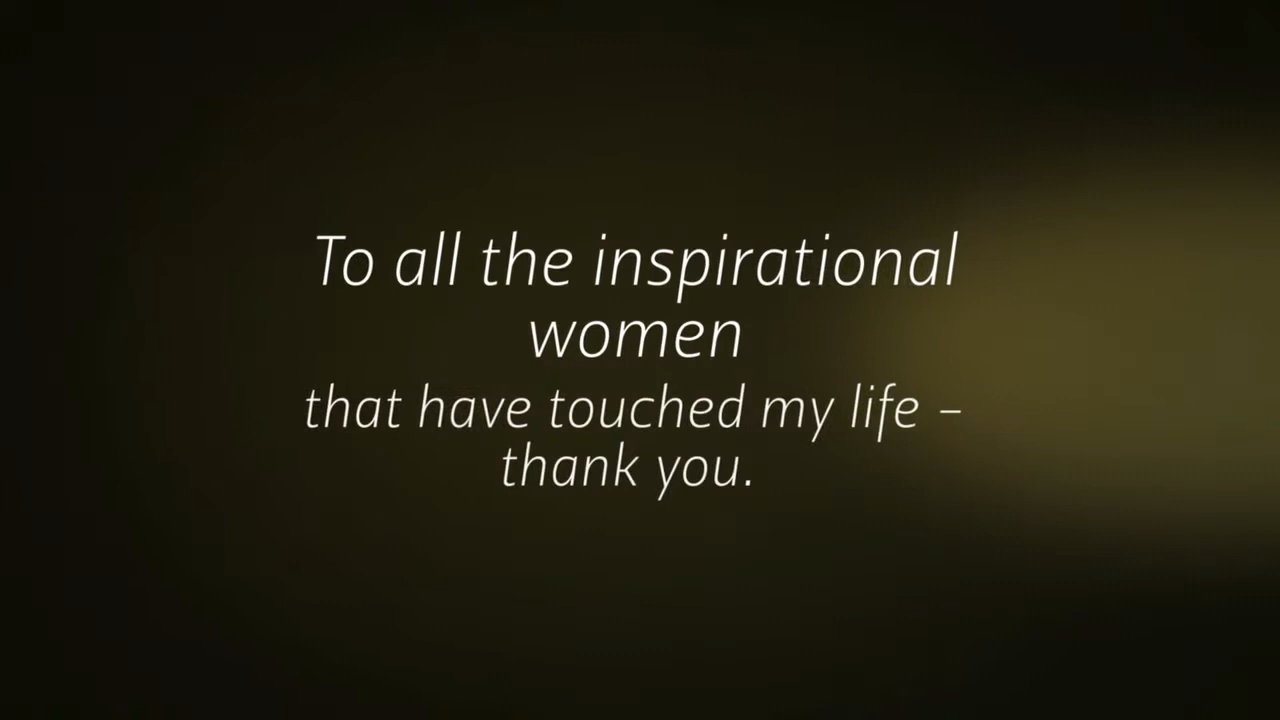 To all the inspirational
women
that have touched my life –
thank you.